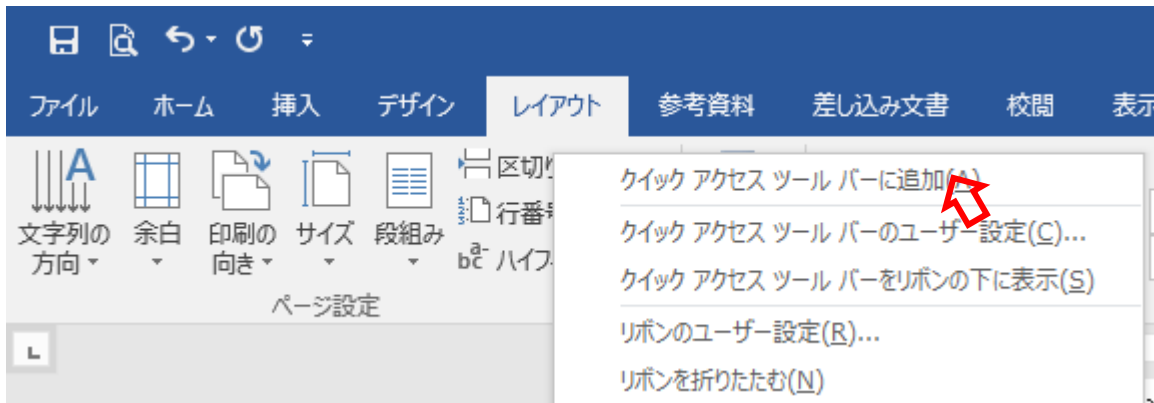 ファイル ホーム 挿入 デザイン レイアウト 参考資料 差し込み文書 校閲 表示
文字列の方向
余白
印刷の向き
サイズ
段組み
区切り
行番号
ハイフ
ページ設定
クイック アクセス ツール バーに追加(A)
クイック アクセス ツール バーのユーザー設定(C)...
クイック アクセス ツール バーをリボンの下に表示(S)
リボンのユーザー設定(R)...
リボンを折りたたむ(N)